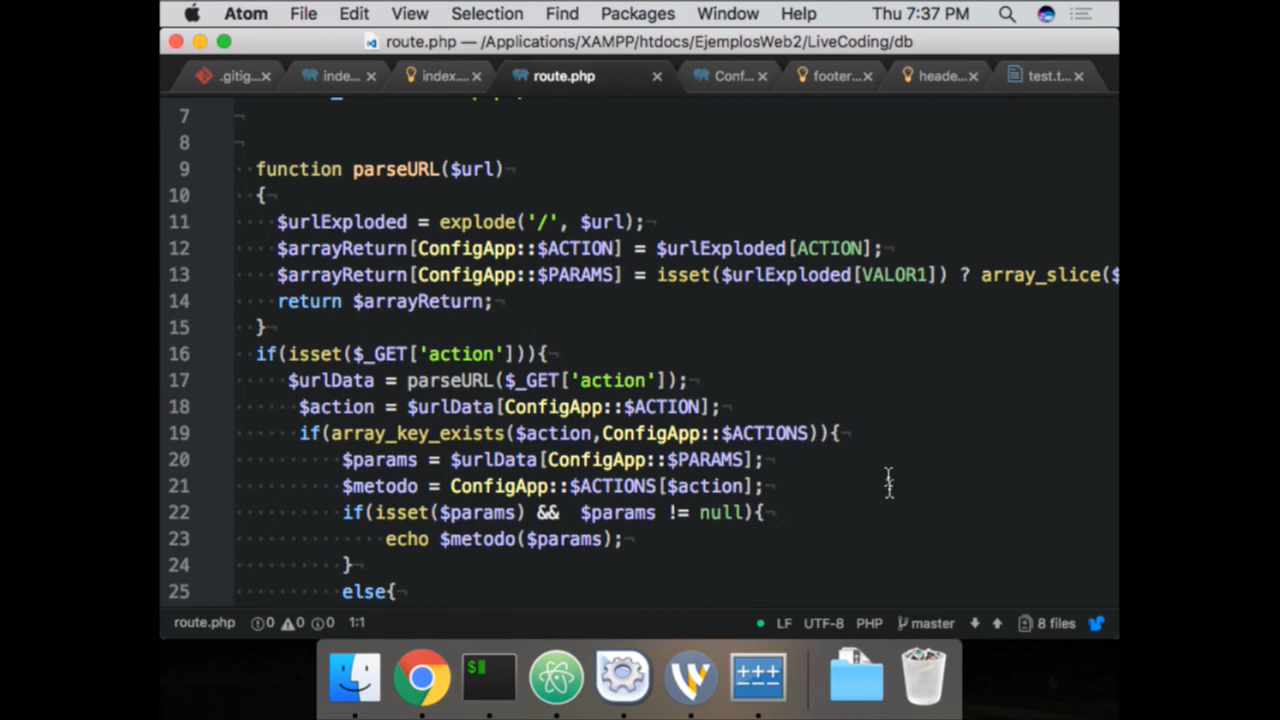 Atom File Edit View Selection Find Packages Window Help Thu 7:37 PM
route.php — /Applications/XAMPP/htdocs/EjemplosWeb2/LiveCoding/db
.gitig... inde... index.... route.php Conf... footer... heade... test.t...
7
8
9 function parseURL($url)¬
10 {¬
11 $urlExploded = explode('/', $url);¬
12 $arrayReturn[ConfigApp::$ACTION] = $urlExploded[ACTION];¬
13 $arrayReturn[ConfigApp::$PARAMS] = isset($urlExploded[VALOR1]) ? array_slice($
14 return $arrayReturn;¬
15 }¬
16 if(isset($_GET['action'])){¬
17 $urlData = parseURL($_GET['action']);¬
18 $action = $urlData[ConfigApp::$ACTION];¬
19 if(array_key_exists($action,ConfigApp::$ACTIONS)){¬
20 $params = $urlData[ConfigApp::$PARAMS];¬
21 $metodo = ConfigApp::$ACTIONS[$action];¬
22 if(isset($params) && $params != null){¬
23 echo $metodo($params);¬
24 }¬
25 else{¬
route.php 0 0 0 1:1 LF UTF-8 PHP master 8 files